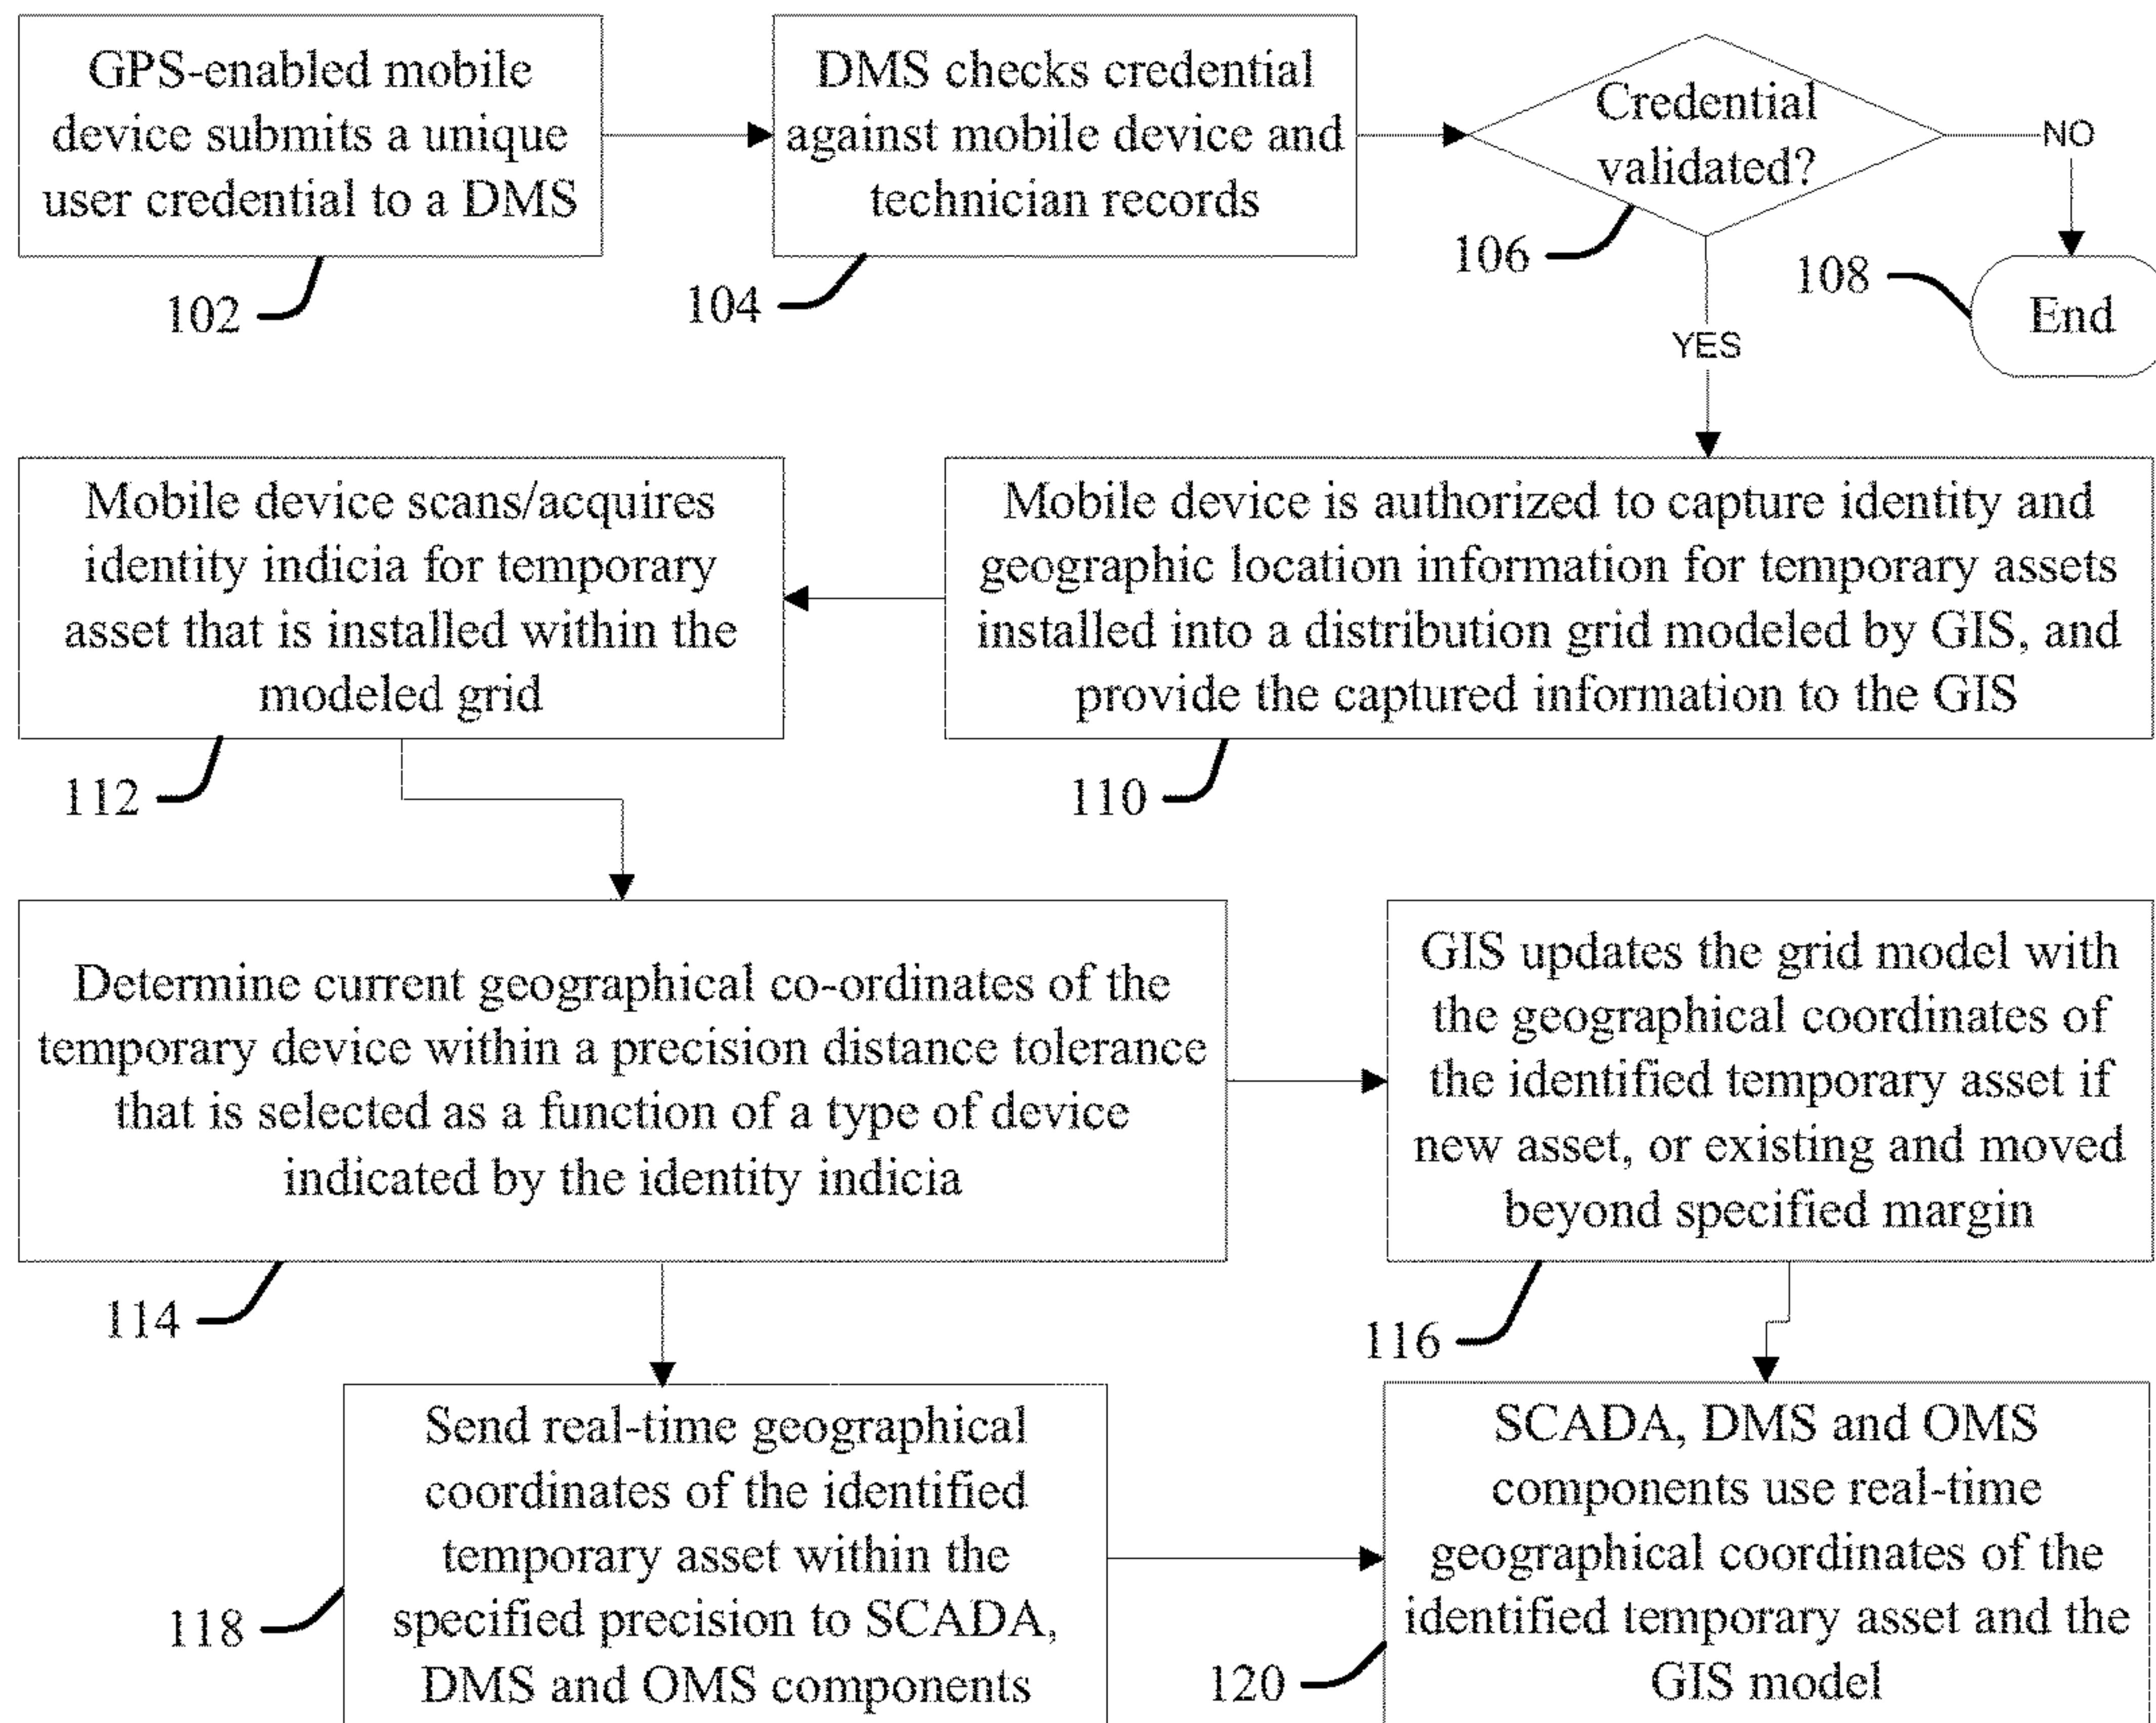 GPS-enabled mobile
device submits a unique
user credential to a DMS
102
DMS checks credential
against mobile device and
technician records
104
Credential
validated?
106
NO
108
End
YES
Mobile device is authorized to capture identity and
geographic location information for temporary assets
installed into a distribution grid modeled by GIS, and
provide the captured information to the GIS
110
Mobile device scans/acquires
identity indicia for temporary
asset that is installed within the
modeled grid
112
Determine current geographical co-ordinates of the
temporary device within a precision distance tolerance
that is selected as a function of a type of device
indicated by the identity indicia
114
GIS updates the grid model with
the geographical coordinates of
the identified temporary asset if
new asset, or existing and moved
beyond specified margin
116
Send real-time geographical
coordinates of the identified
temporary asset within the
specified precision to SCADA,
DMS and OMS components
118
SCADA, DMS and OMS
components use real-time
geographical coordinates of the
identified temporary asset and the
GIS model
120